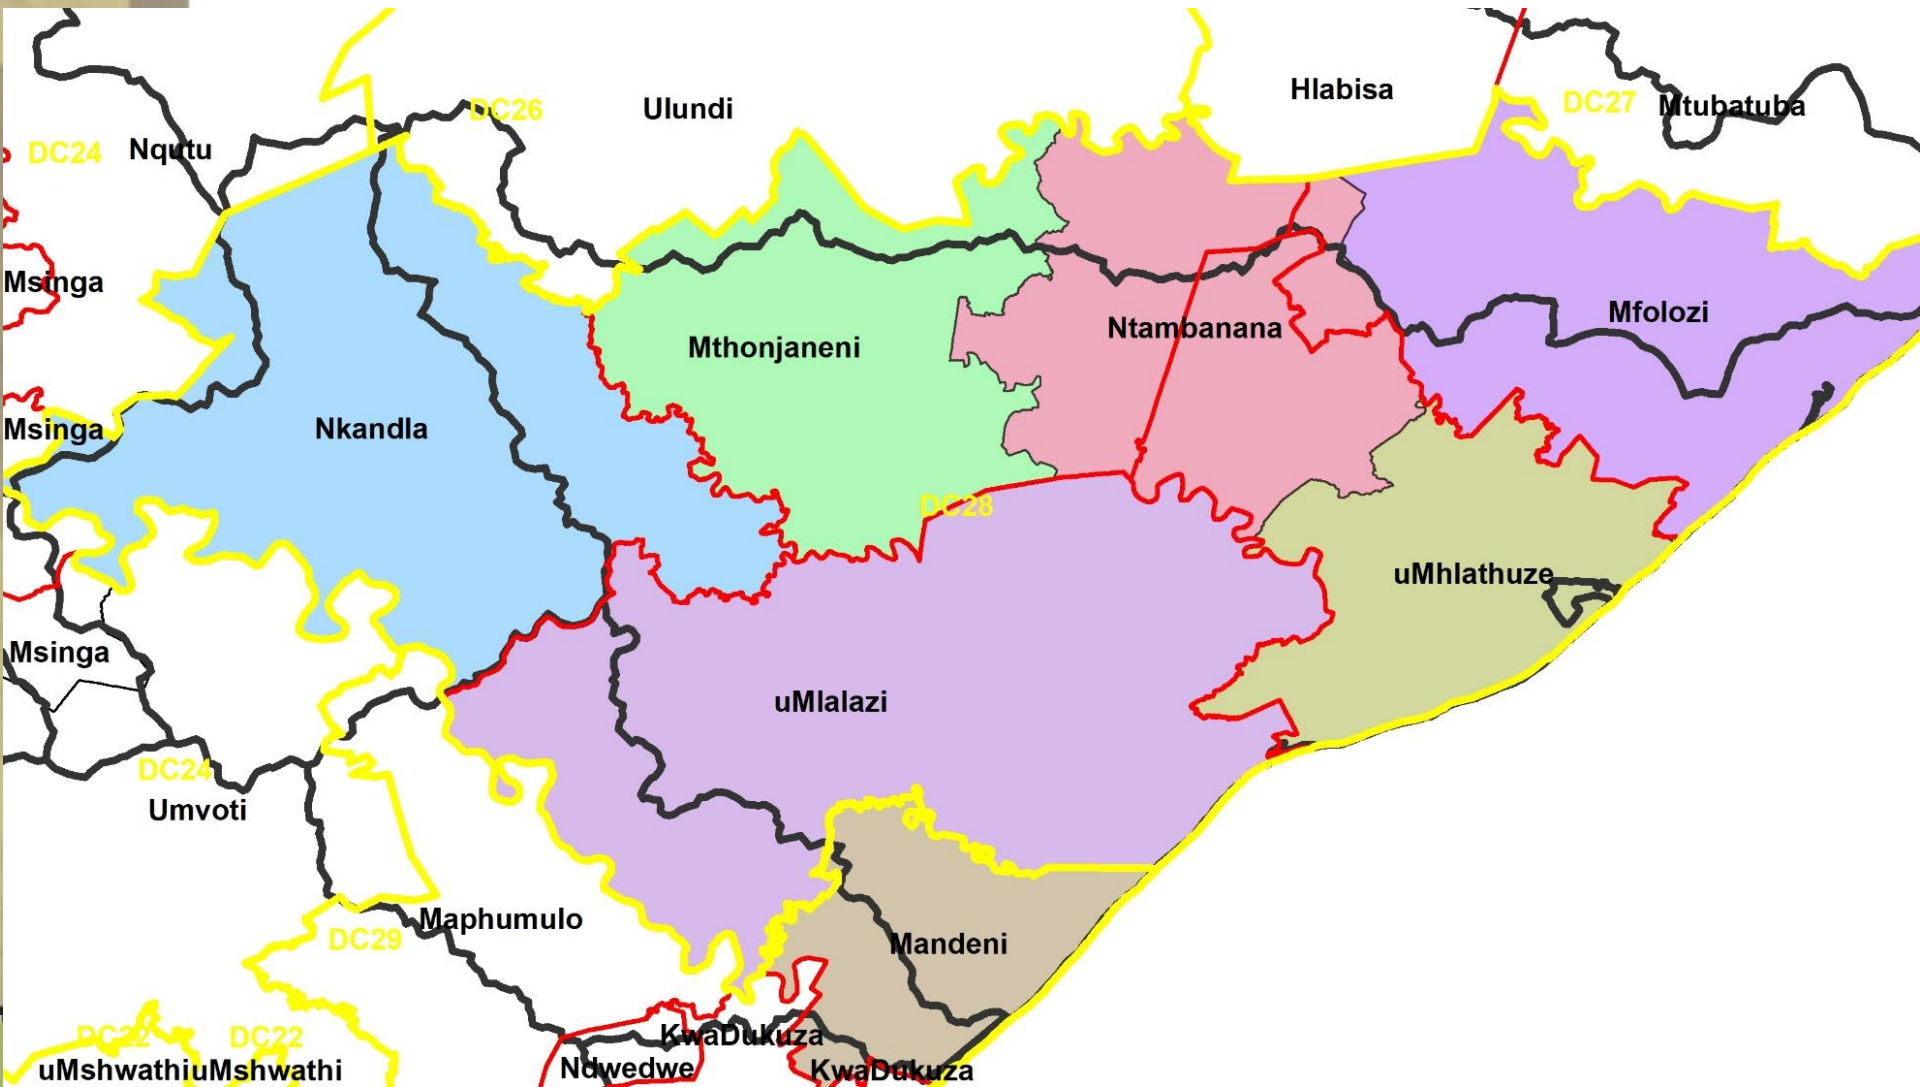 Hlabisa
DC27
Mtubatuba
DC26
Ulundi
DC24
Nqutu
Msinga
Mfolozi
Ntambanana
Mthonjaneni
Msinga
Nkandla
DC28
uMhlathuze
Msinga
uMlalazi
DC24
Umvoti
Maphumulo
DC29
Mandeni
DC22
DC22
KwaDukuza
uMshwathiuMshwathi
Ndwedwe
KwaDukuza